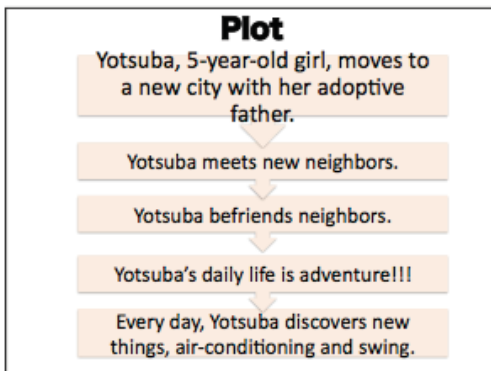 Plot
Yotsuba, 5-year-old girl, moves to
a new city with her adoptive
father.
Yotsuba meets new neighbors.
Yotsuba befriends neighbors.
Yotsuba's daily life is adventure!!!
Every day, Yotsuba discovers new
things, air-conditioning and swing.